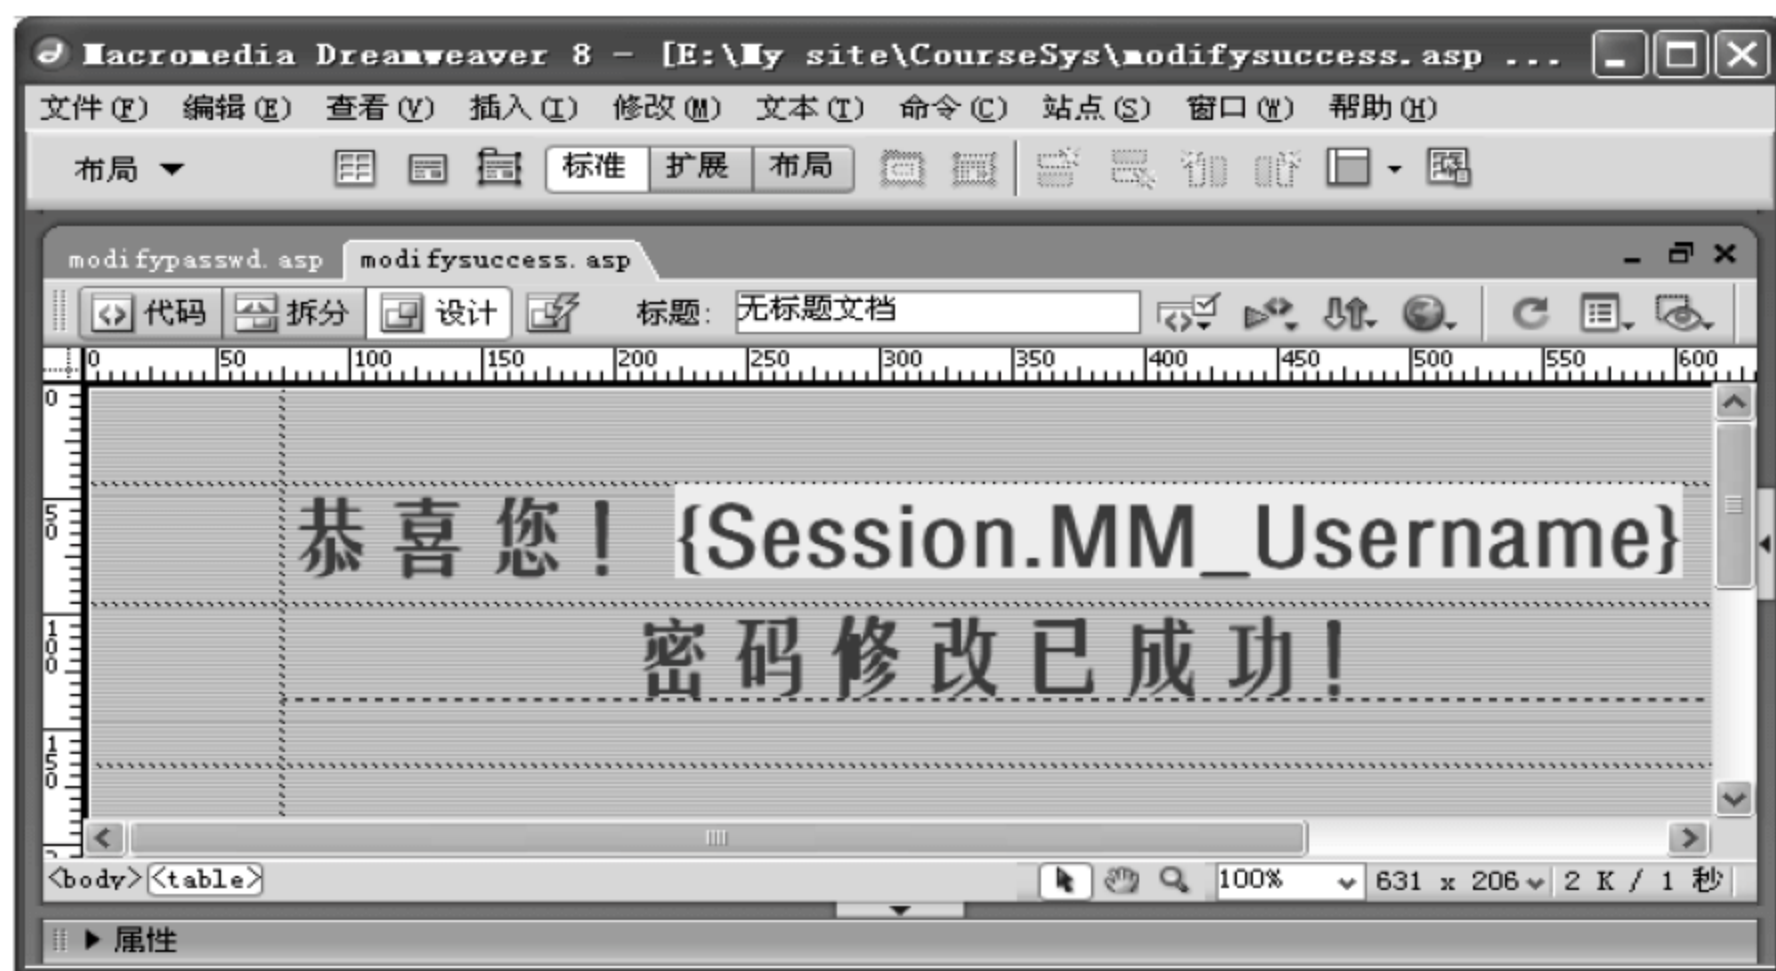 Macromedia Dreamweaver 8 - [E:\My site\CourseSys\modifysuccess.asp ...
文件(F) 编辑(E) 查看(V) 插入(I) 修改(M) 文本(T) 命令(C) 站点(S) 窗口(W) 帮助(H)
布局 标准 扩展 布局
modifypasswd.asp modifysuccess.asp
代码 拆分 设计 标题: 无标题文档
0 50 100 150 200 250 300 350 400 450 500 550 600
0
恭喜您！ {Session.MM_Username}
50
密码修改已成功！
100
150
<body> <table> 100% 631 x 206 2 K / 1 秒
属性